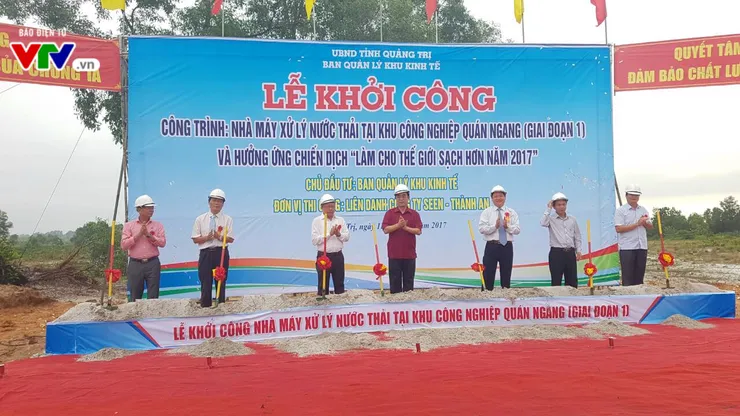 BÁO ĐIỆN TỬ
VTV.vn
CỦA CHÚNG TA
QUYẾT TÂM
ĐẢM BẢO CHẤT LƯ
UBND TỈNH QUẢNG TRỊ
BAN QUẢN LÝ KHU KINH TẾ
LỄ KHỞI CÔNG
CÔNG TRÌNH: NHÀ MÁY XỬ LÝ NƯỚC THẢI TẠI KHU CÔNG NGHIỆP QUÁN NGANG (GIAI ĐOẠN 1)
VÀ HƯỞNG ỨNG CHIẾN DỊCH "LÀM CHO THẾ GIỚI SẠCH HƠN NĂM 2017"
CHỦ ĐẦU TƯ: BAN QUẢN LÝ KHU KINH TẾ
ĐƠN VỊ THI CÔNG: LIÊN DANH TY SEEN - THÀNH AN
Trị, ngày 2017
LỄ KHỞI CÔNG NHÀ MÁY XỬ LÝ NƯỚC THẢI TẠI KHU CÔNG NGHIỆP QUÁN NGANG (GIAI ĐOẠN 1)